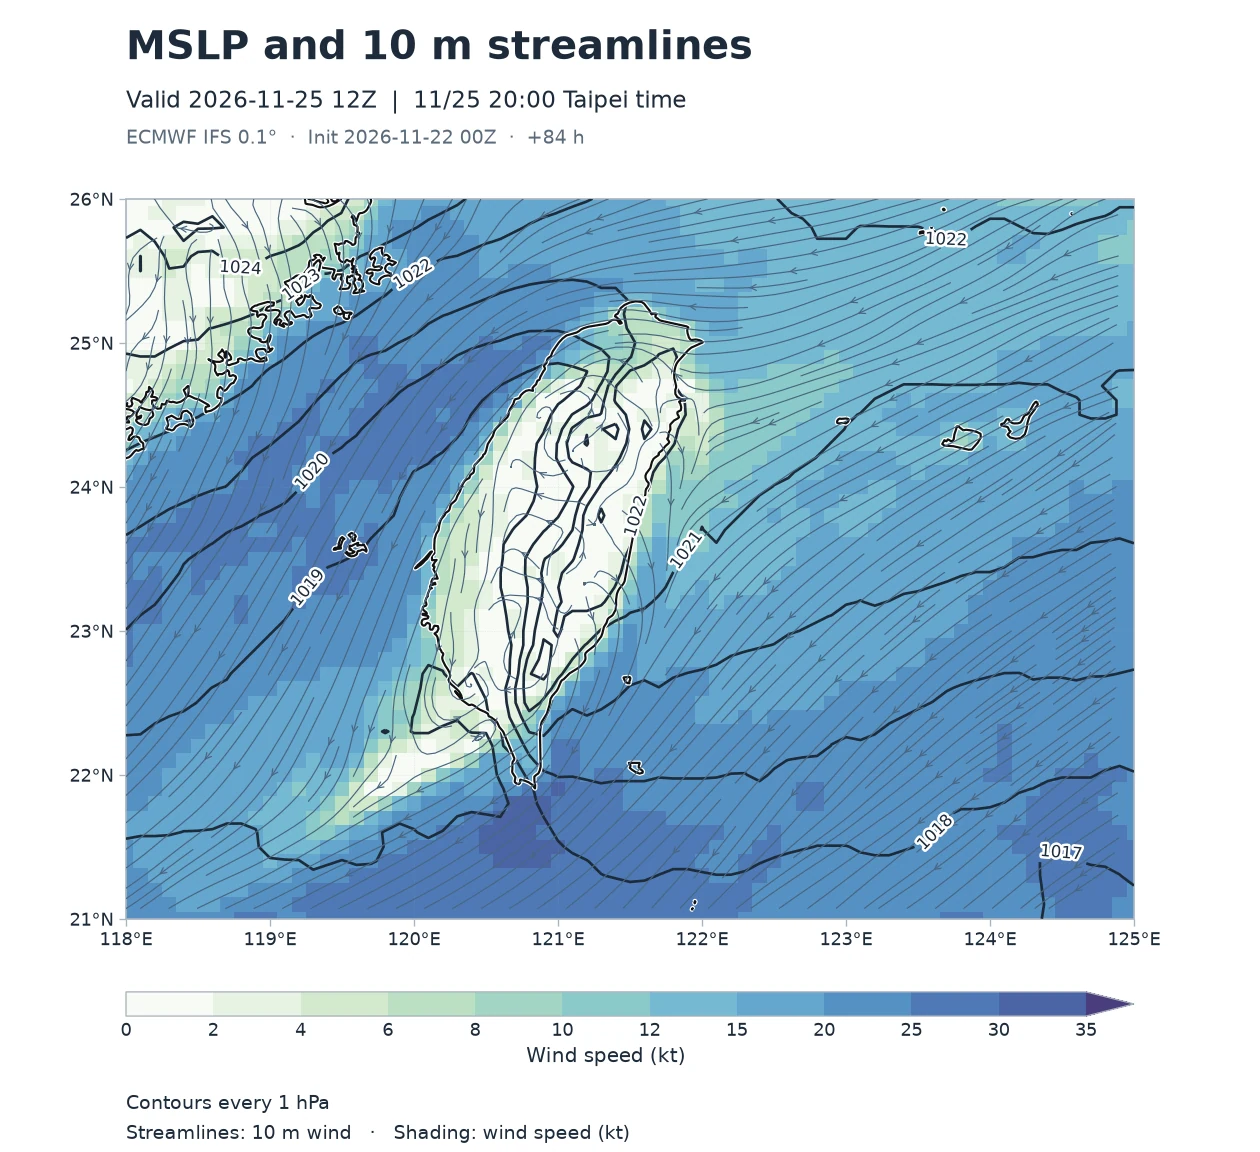 MSLP and 10 m streamlines
Valid 2026-11-25 12Z | 11/25 20:00 Taipei time
ECMWF IFS 0.1° · Init 2026-11-22 00Z · +84 h
26°N
25°N
24°N
23°N
22°N
21°N
1024
1023
1022
1022
1020
1019
1022
1021
1018
1017
118°E 119°E 120°E 121°E 122°E 123°E 124°E 125°E
0 2 4 6 8 10 12 15 20 25 30 35
Wind speed (kt)
Contours every 1 hPa
Streamlines: 10 m wind · Shading: wind speed (kt)